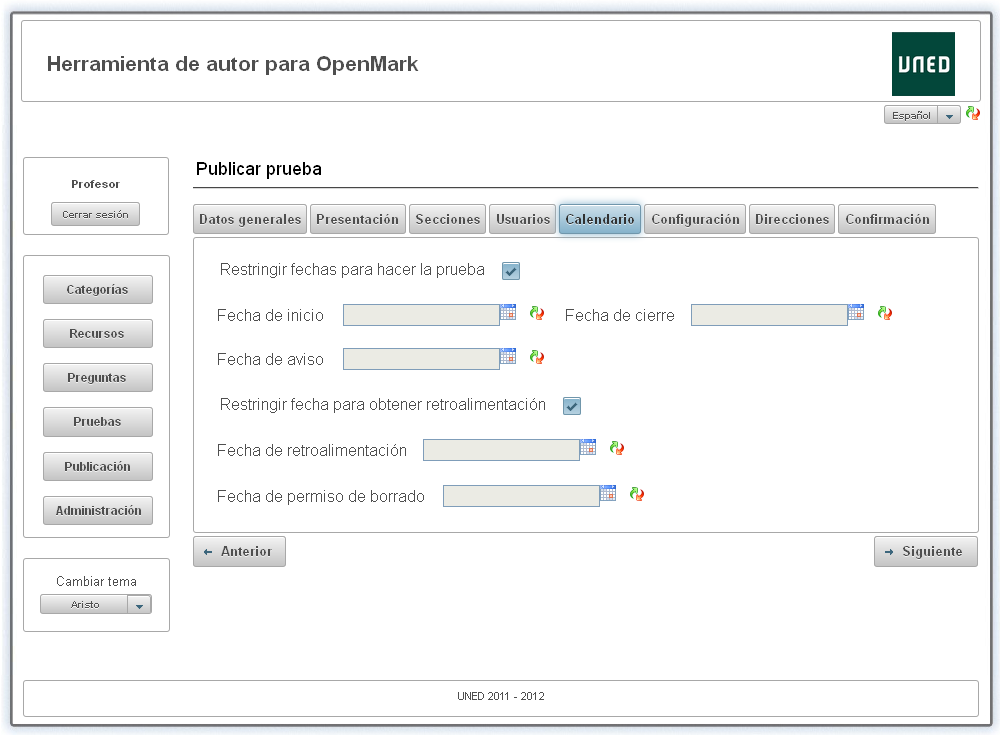 Herramienta de autor para OpenMark
UNED
Español
Profesor
Cerrar sesión
Categorías
Recursos
Preguntas
Pruebas
Publicación
Administración
Cambiar tema
Aristo
Publicar prueba
Datos generales Presentación Secciones Usuarios Calendario Configuración Direcciones Confirmación
Restringir fechas para hacer la prueba
Fecha de inicio Fecha de cierre
Fecha de aviso
Restringir fecha para obtener retroalimentación
Fecha de retroalimentación
Fecha de permiso de borrado
Anterior Siguiente
UNED 2011 - 2012